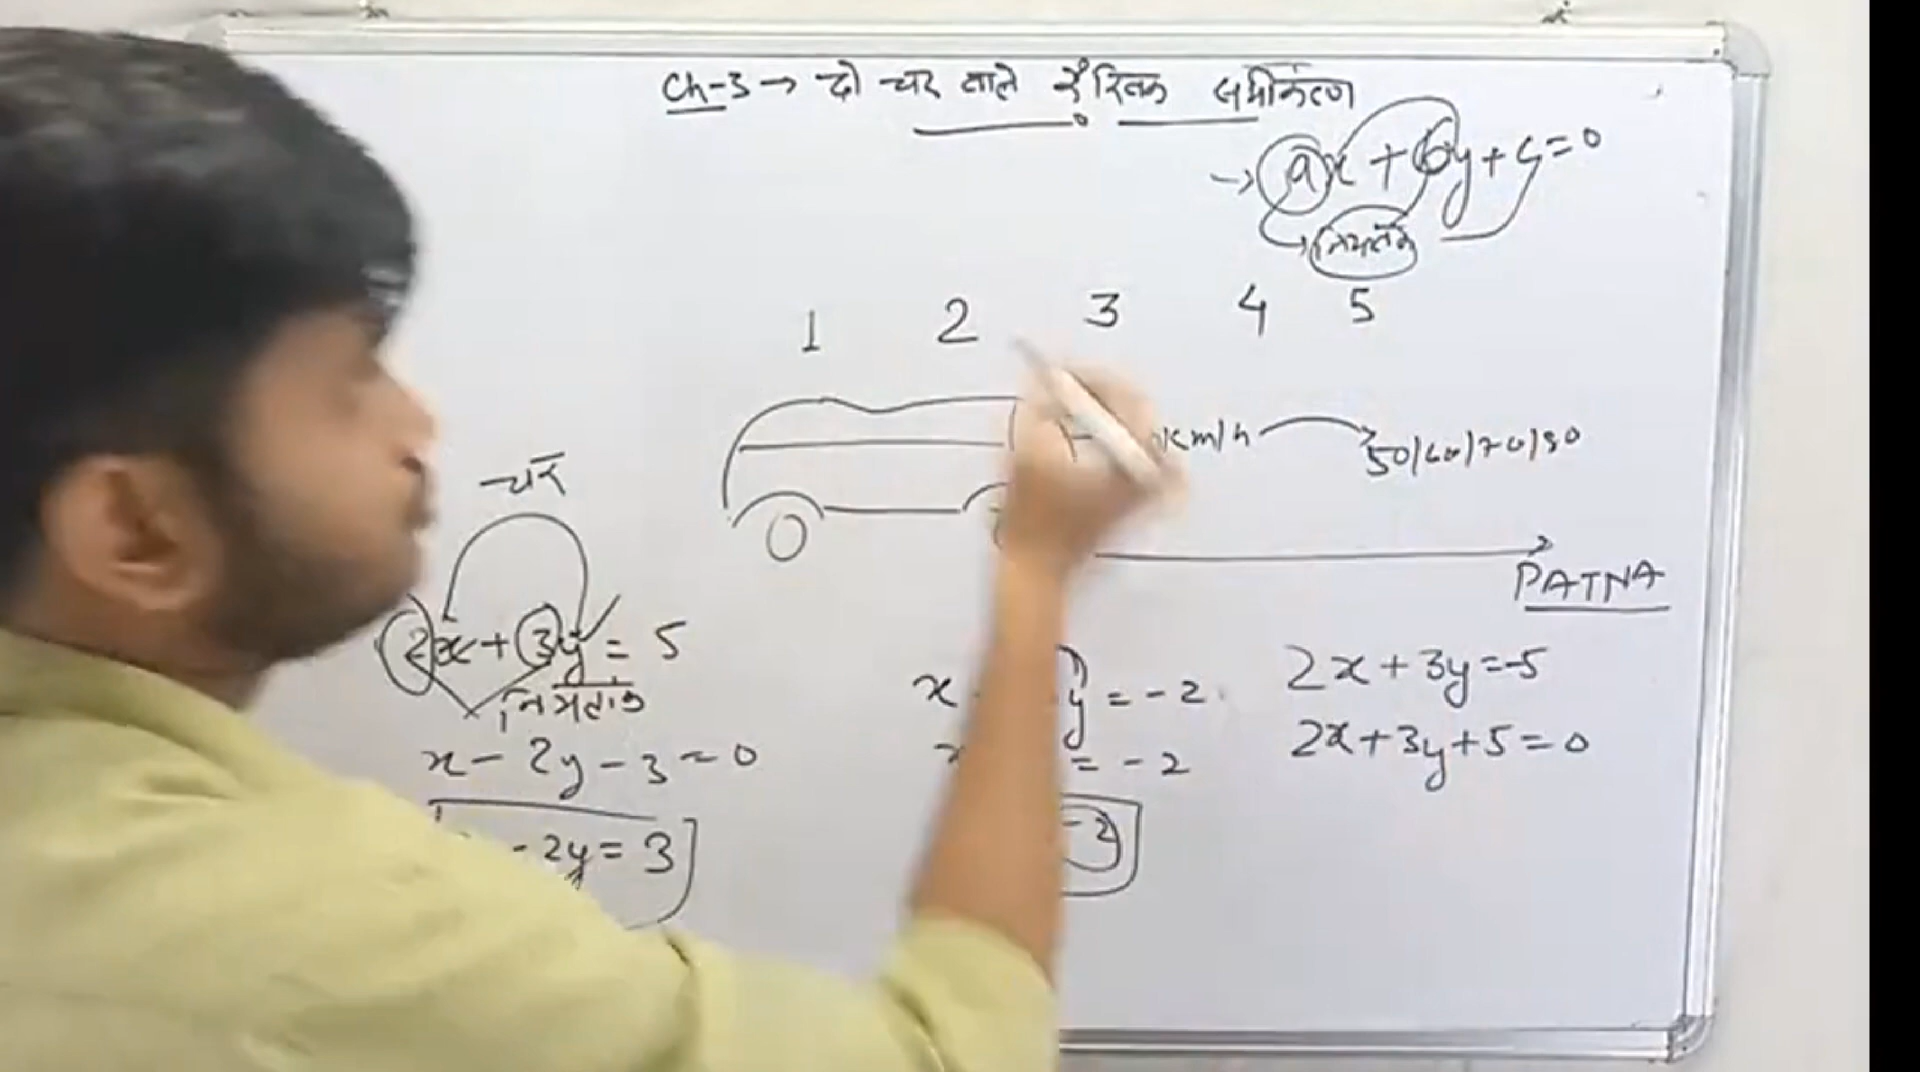 Ch-3 → दो चर वाले रैखिक समीकरण
→ ax + by + c = 0
नियतांक
1 2 3 4 5
km/h 50/60/70/80
PATNA
चर
2x + 3y = 5
नियतांक
x - 2y - 3 = 0
- 2y = 3
x y = -2
x = -2
-2
2x + 3y = -5
2x + 3y + 5 = 0